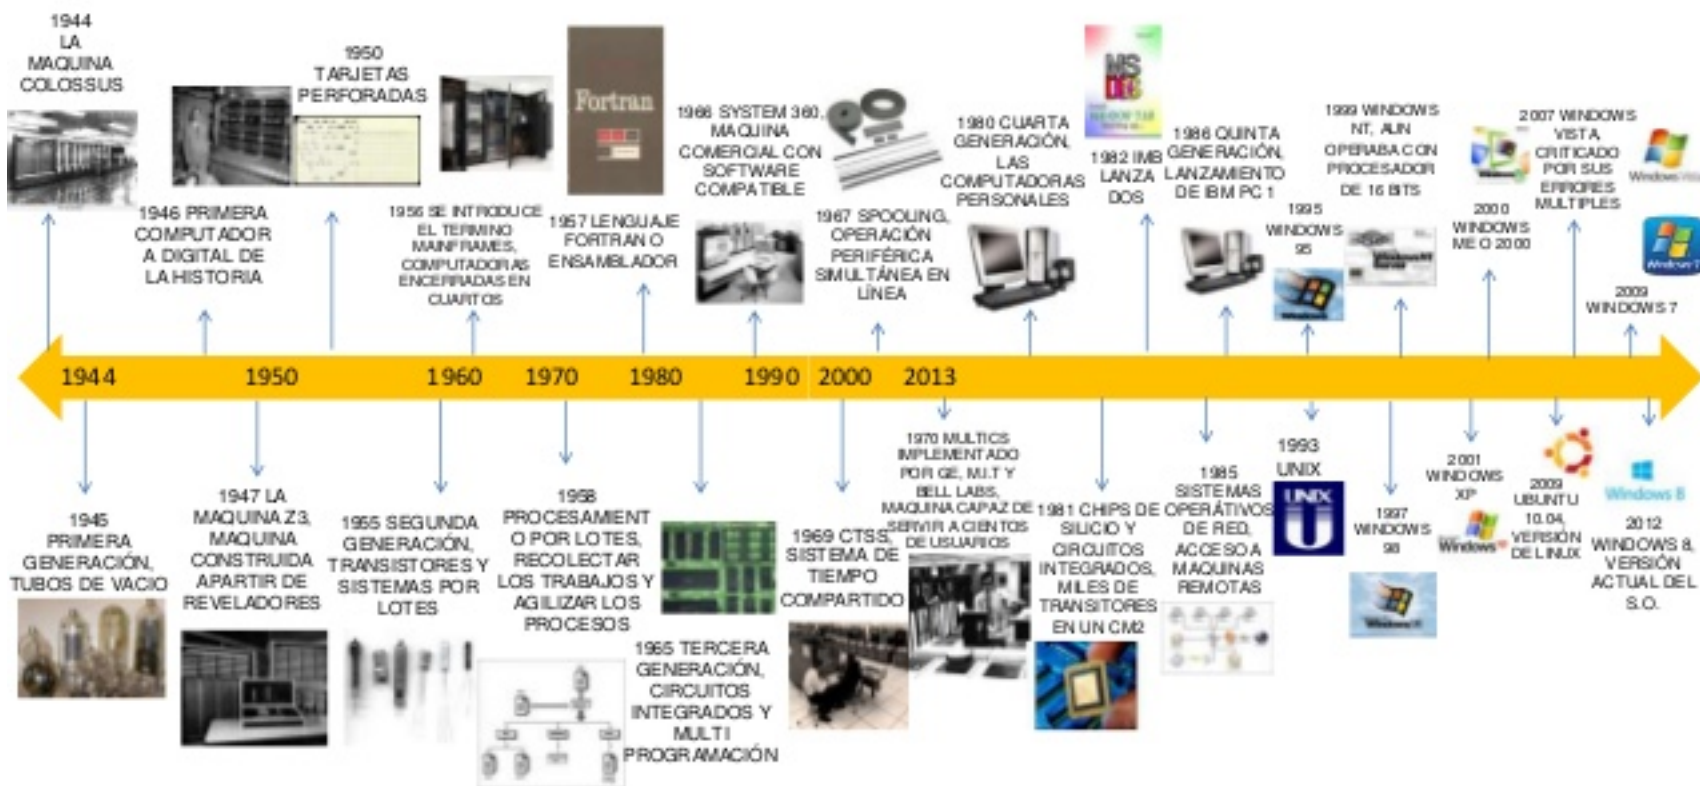 1944
LA
MAQUINA
COLOSSUS
1946 PRIMERA
COMPUTADOR
A DIGITAL DE
LA HISTORIA
1950
TARJETAS
PERFORADAS
1956 SE INTRODUCE
EL TERMINO
MAINFRAMES,
COMPUTADORAS
ENCERRADAS EN
CUARTOS
Fortran
1957 LENGUAJE
FORTRAN O
ENSAMBLADOR
1966 SYSTEM 360,
MAQUINA
COMERCIAL CON
SOFTWARE
COMPATIBLE
1967 SPOOLING,
OPERACIÓN
PERIFÉRICA
SIMULTÁNEA EN
LÍNEA
1980 CUARTA
GENERACIÓN,
LAS
COMPUTADORAS
PERSONALES
MS
DOS
1982 IMB
LANZA
DOS
1986 QUINTA
GENERACIÓN,
LANZAMIENTO
DE IBM PC 1
1995
WINDOWS
95
Windows
1999 WINDOWS
NT, AUN
OPERABA CON
PROCESADOR
DE 16 BITS
2000
WINDOWS
ME O 2000
2007 WINDOWS
VISTA,
CRITICADO
POR SUS
ERRORES
MULTIPLES
Windows Vista
Windows 7
2009
WINDOWS 7
1944
1950
1960
1970
1980
1990
2000
2013
1945
PRIMERA
GENERACIÓN,
TUBOS DE VACIO
1947 LA
MAQUINA Z3,
MAQUINA
CONSTRUIDA
APARTIR DE
REVELADORES
1955 SEGUNDA
GENERACIÓN,
TRANSISTORES Y
SISTEMAS POR
LOTES
1958
PROCESAMIENT
O POR LOTES,
RECOLECTAR
LOS TRABAJOS Y
AGILIZAR LOS
PROCESOS
1965 TERCERA
GENERACIÓN,
CIRCUITOS
INTEGRADOS Y
MULTI
PROGRAMACIÓN
1969 CTSS,
SISTEMA DE
TIEMPO
COMPARTIDO
1970 MULTICS
IMPLEMENTADO
POR GE, M.I.T Y
BELL LABS,
MAQUINA CAPAZ DE
SERVIR A CIENTOS
DE USUARIOS
1981 CHIPS DE
SILICIO Y
CIRCUITOS
INTEGRADOS,
MILES DE
TRANSITORES
EN UN CM2
1985
SISTEMAS
OPERÁTIVOS
DE RED,
ACCESO A
MAQUINAS
REMOTAS
1993
UNIX
UNIX
U
1997
WINDOWS
98
2001
WINDOWS
XP
Windows
2009
UBUNTU
10.04,
VERSIÓN
DE LINUX
Windows 8
2012
WINDOWS 8,
VERSIÓN
ACTUAL DEL
S.O.